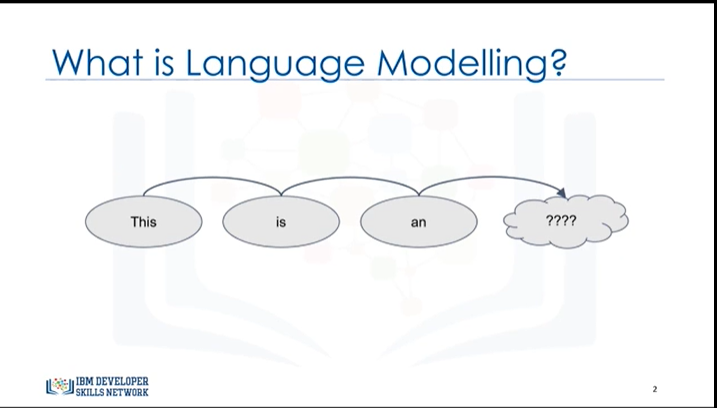 What is Language Modelling?
This
is
an
????
IBM DEVELOPER
SKILLS NETWORK
2